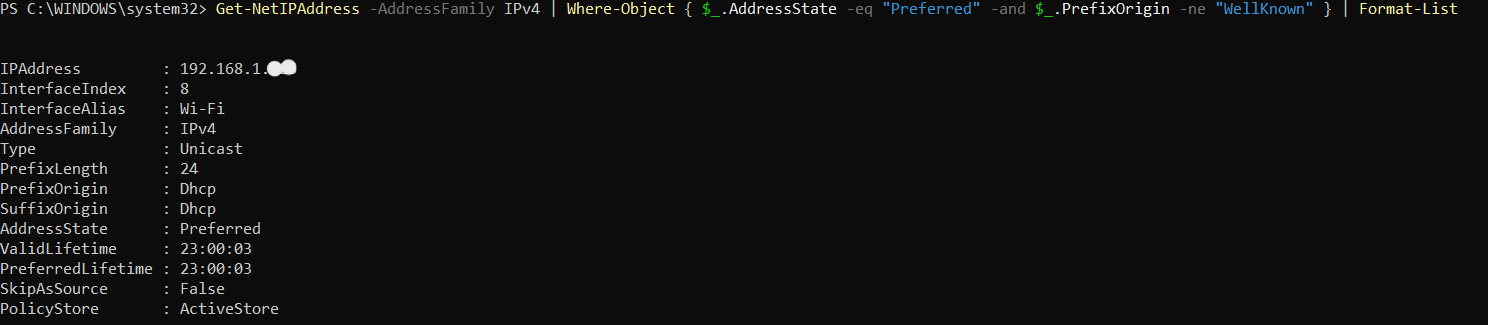 PS C:\WINDOWS\system32> Get-NetIPAddress -AddressFamily IPv4 | Where-Object { $_.AddressState -eq "Preferred" -and $_.PrefixOrigin -ne "WellKnown" } | Format-List
IPAddress         : 192.168.1.
InterfaceIndex    : 8
InterfaceAlias    : Wi-Fi
AddressFamily     : IPv4
Type              : Unicast
PrefixLength      : 24
PrefixOrigin      : Dhcp
SuffixOrigin      : Dhcp
AddressState      : Preferred
ValidLifetime     : 23:00:03
PreferredLifetime : 23:00:03
SkipAsSource      : False
PolicyStore       : ActiveStore